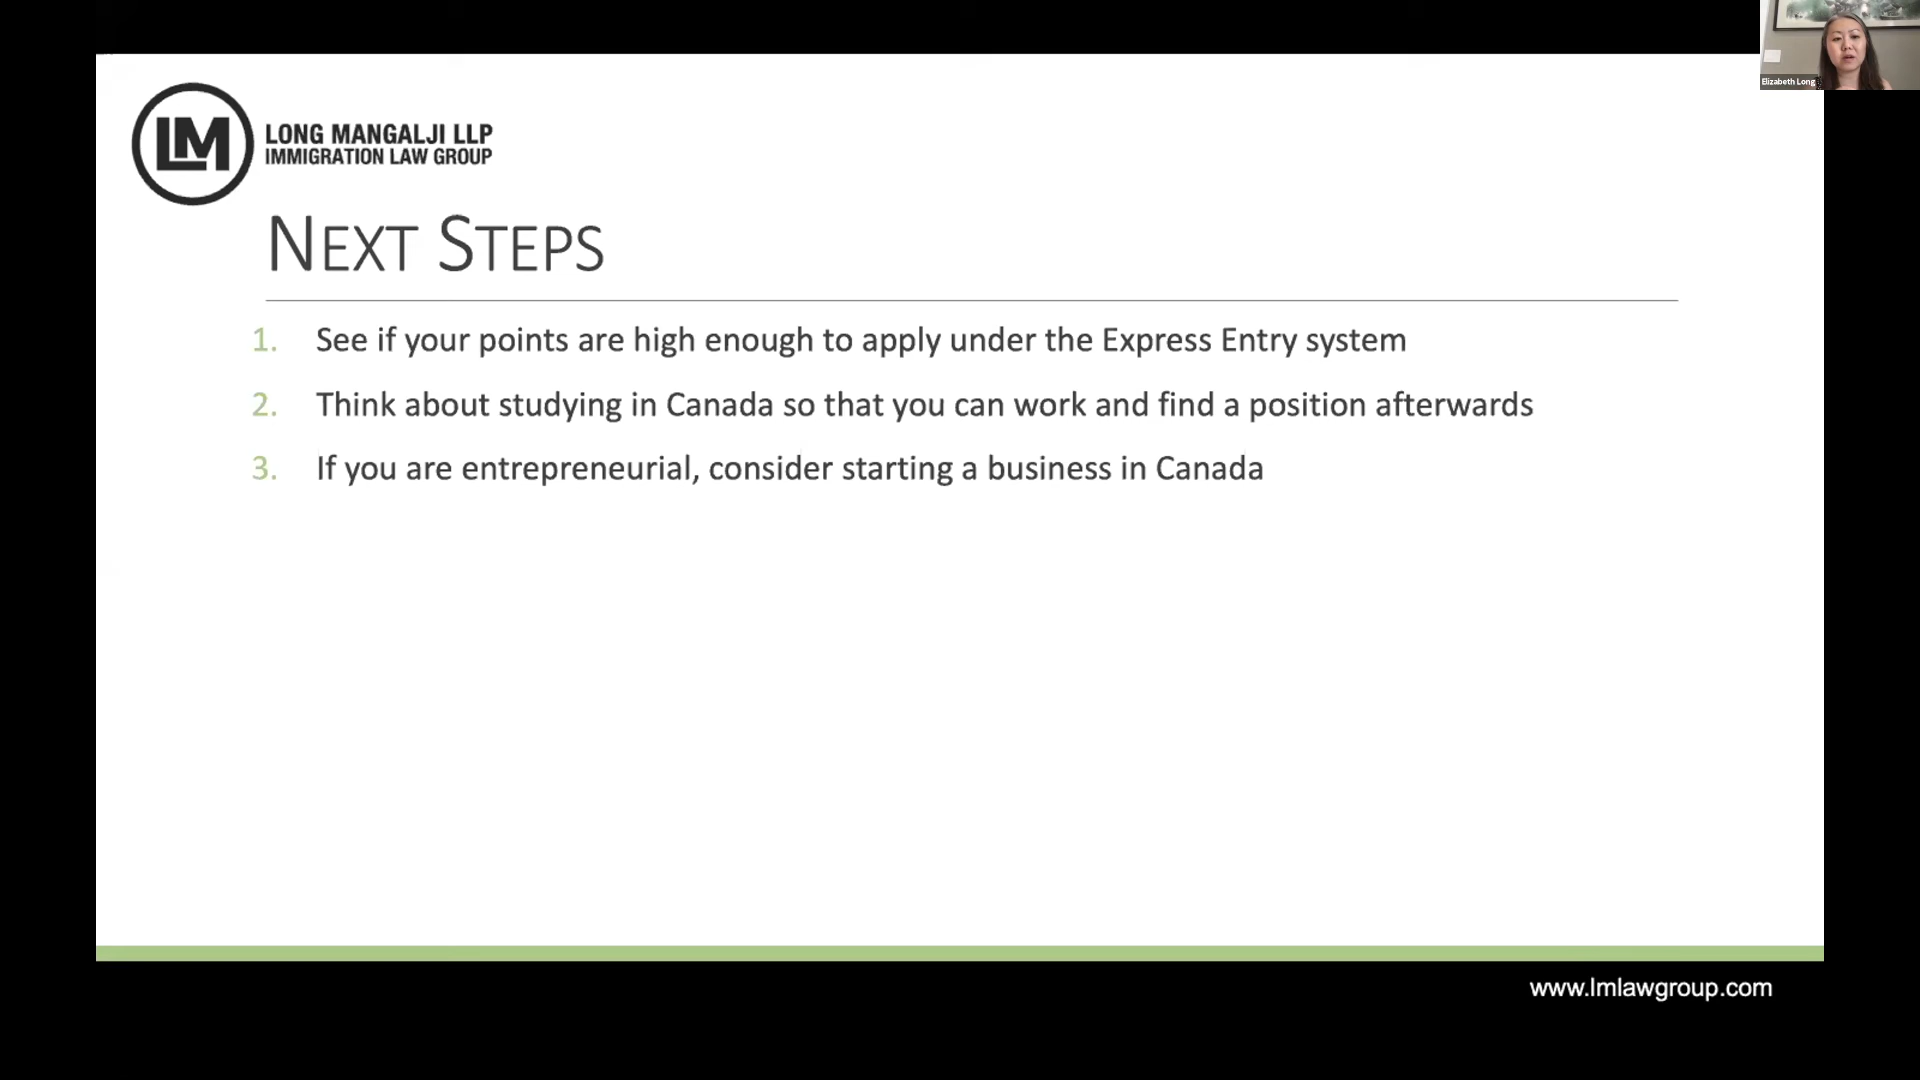 Elizabeth Long
LM
LONG MANGALJI LLP
IMMIGRATION LAW GROUP
NEXT STEPS
1. See if your points are high enough to apply under the Express Entry system
2. Think about studying in Canada so that you can work and find a position afterwards
3. If you are entrepreneurial, consider starting a business in Canada
www.lmlawgroup.com